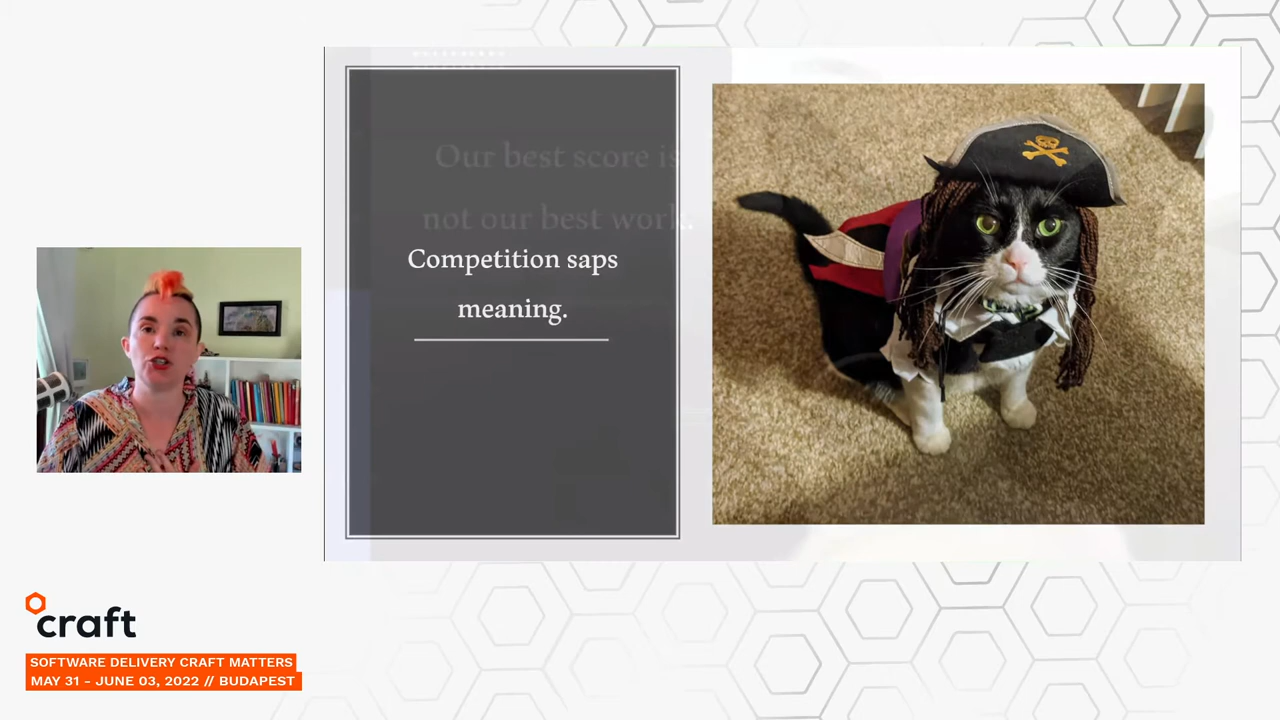 Our best score is
not our best work.
Competition saps
meaning.
craft
SOFTWARE DELIVERY CRAFT MATTERS
MAY 31 - JUNE 03, 2022 // BUDAPEST